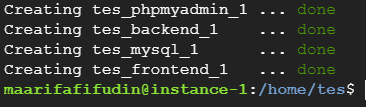 Creating tes_phpmyadmin_1 ... done
Creating tes_backend_1    ... done
Creating tes_mysql_1      ... done
Creating tes_frontend_1   ... done
maarifafifudin@instance-1:/home/tes$